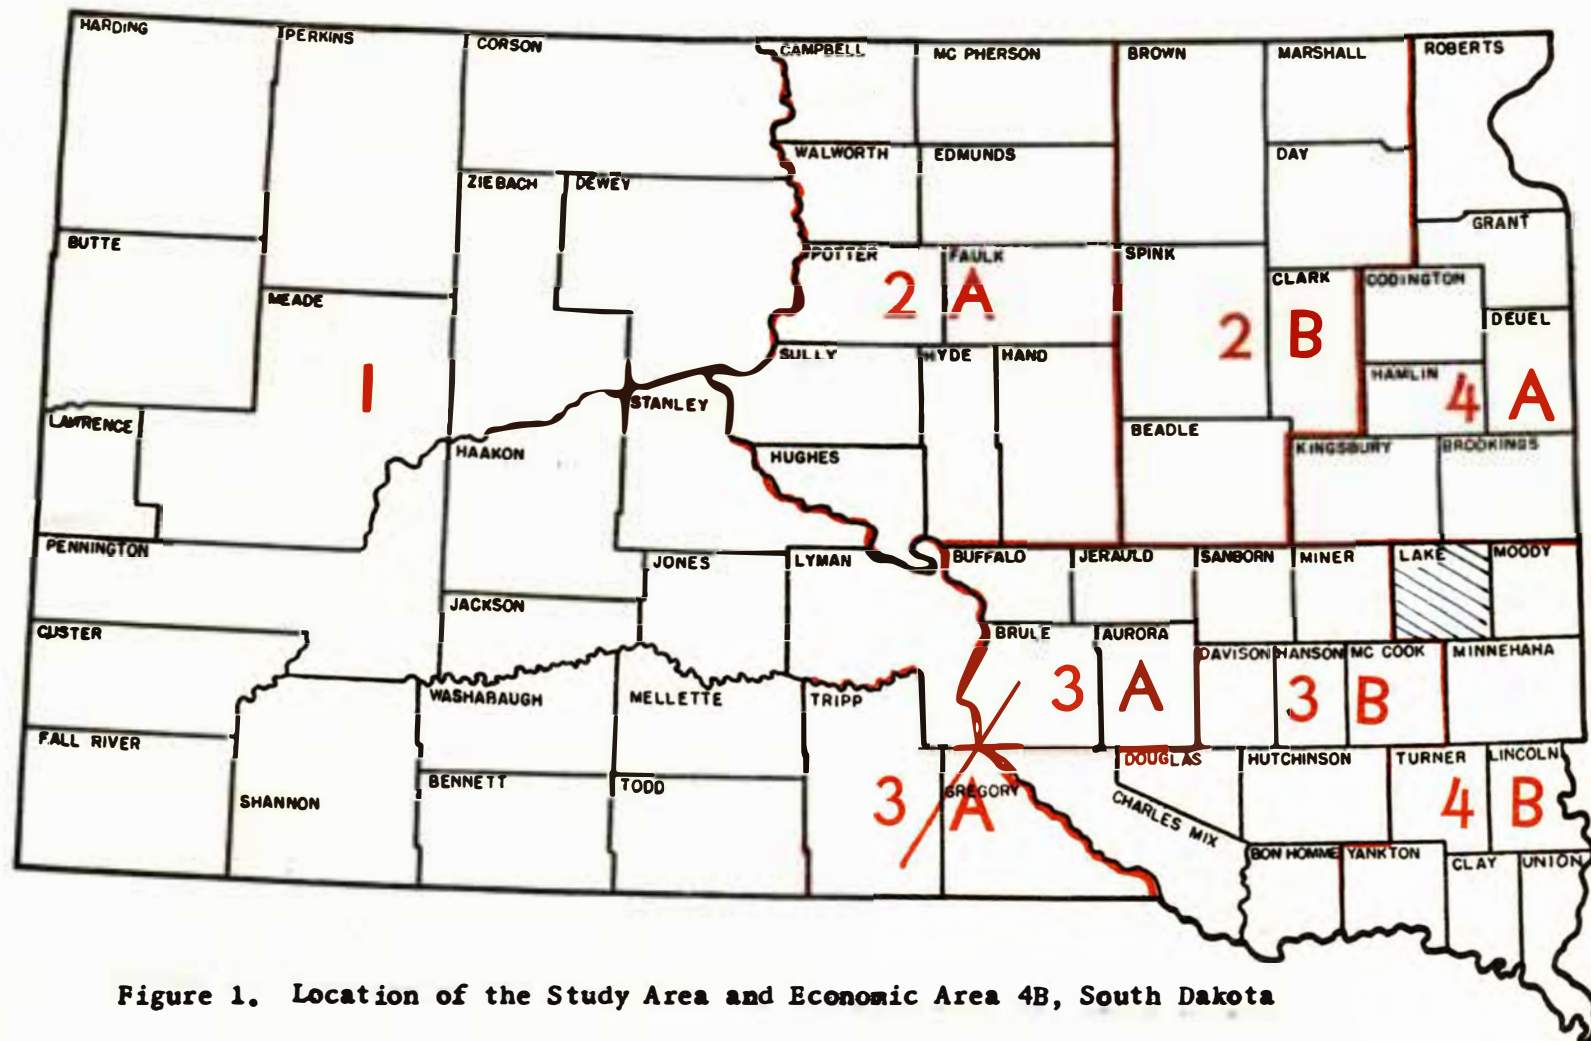 HARDING
PERKINS
CORSON
CAMPBELL
MC PHERSON
BROWN
MARSHALL
ROBERTS
WALWORTH
EDMUNDS
DAY
ZIEBACH
DEWEY
GRANT
BUTTE
POTTER
FAULK
SPINK
CLARK
CODINGTON
2 A
MEADE
DEUEL
2 B
SULLY
HYDE
HAND
HAMLIN
1
4 A
STANLEY
LAWRENCE
BEADLE
HAAKON
HUGHES
KINGSBURY
BROOKINGS
PENNINGTON
JONES
LYMAN
BUFFALO
JERAULD
SANBORN
MINER
LAKE
MOODY
JACKSON
CUSTER
BRULE
AURORA
DAVISON
HANSON
MC COOK
MINNEHAHA
3 A
3 B
WASHABAUGH
MELLETTE
TRIPP
FALL RIVER
DOUGLAS
HUTCHINSON
TURNER
LINCOLN
SHANNON
BENNETT
TODD
GREGORY
CHARLES MIX
3 A
4 B
BON HOMME
YANKTON
CLAY
UNION
Figure 1. Location of the Study Area and Economic Area 4B, South Dakota